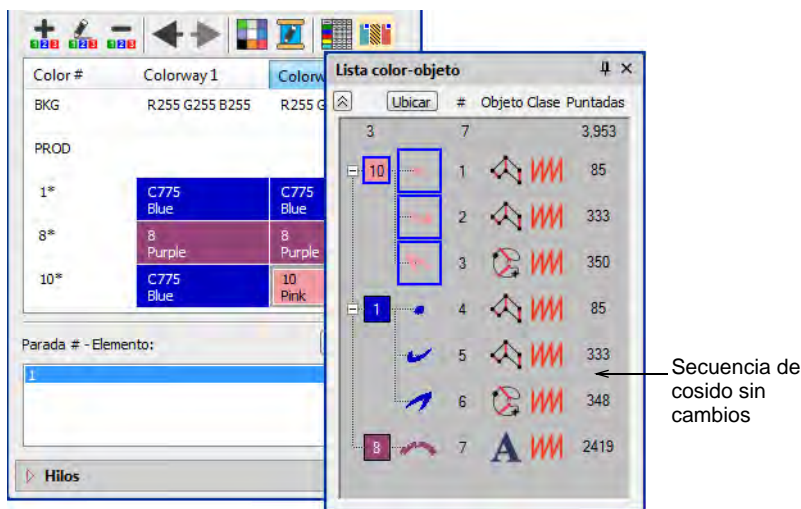 Color # Colorway 1 Colorw
BKG R255 G255 B255 R255 G
PROD
1* C775 Blue C775 Blue
8* 8 Purple 8 Purple
10* C775 Blue 10 Pink
Parada # - Elemento:
1
Hilos
Lista color-objeto
Ubicar # Objeto Clase Puntadas
3 7 3,953
10 1 85
2 333
3 350
1 4 85
5 333
6 348
8 7 A 2419
Secuencia de
cosido sin
cambios